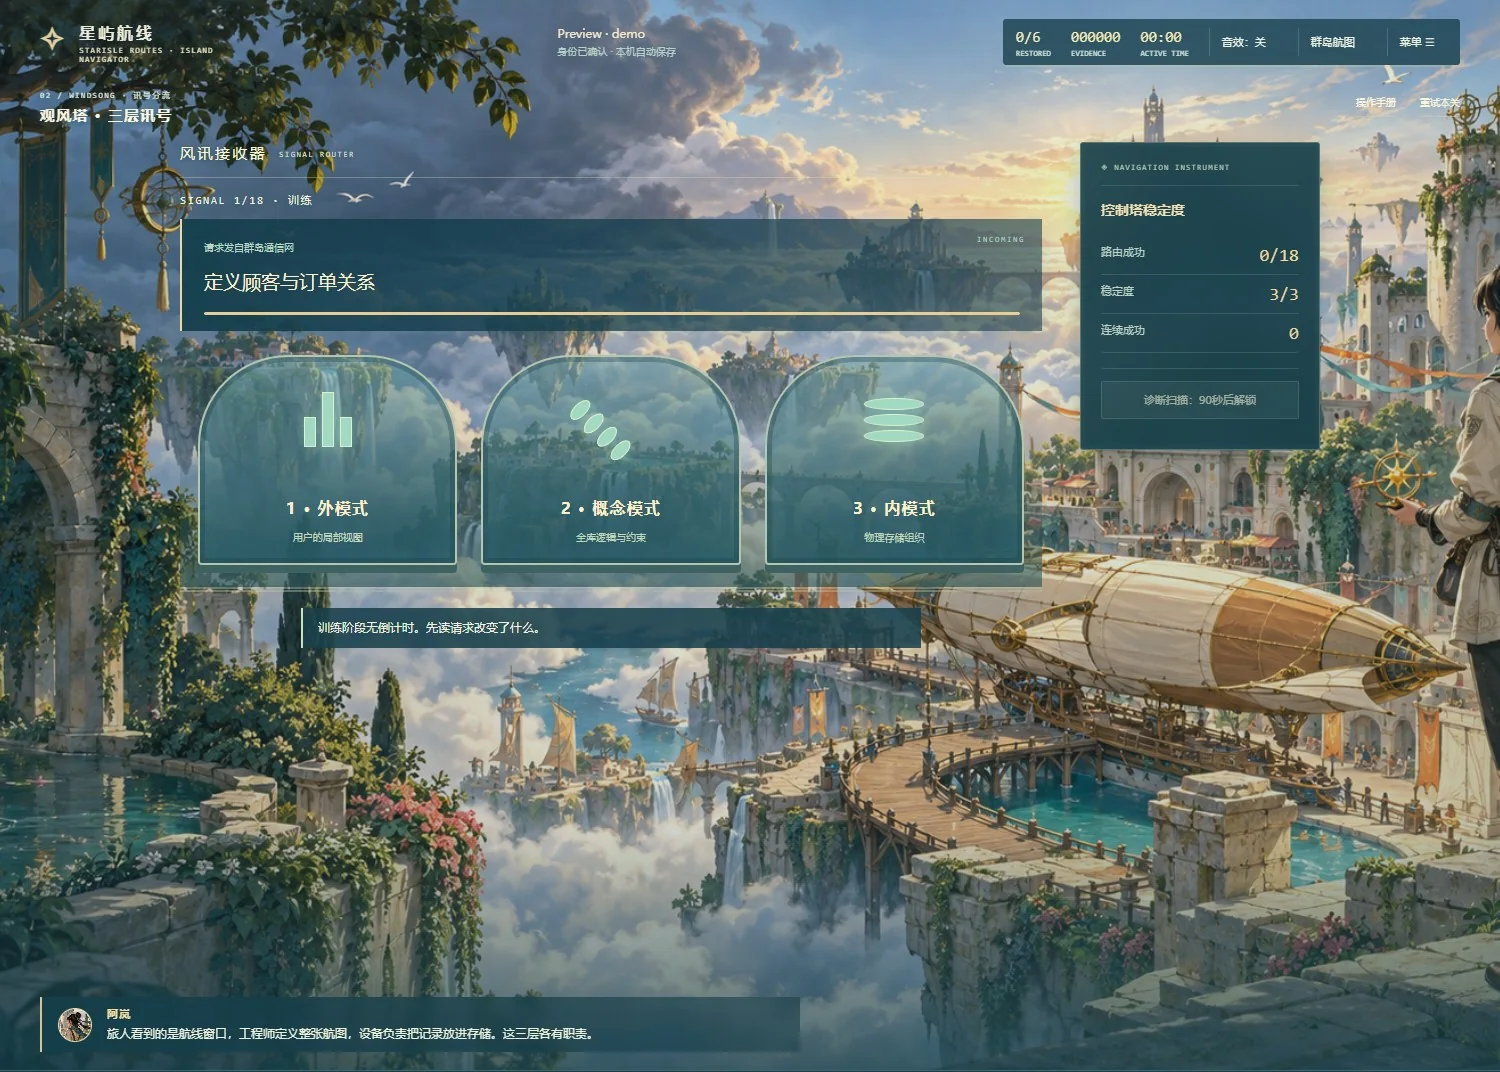 星屿航线
STARISLE ROUTES · ISLAND
NAVIGATOR
Preview · demo
身份已确认 · 本机自动保存
0/6
RESTORED
000000
EVIDENCE
00:00
ACTIVE TIME
音效：关
群岛航图
菜单 ☰
02 / WINDSONG · 讯号分流
观风塔 · 三层讯号
操作手册
重试本关
风讯接收器 SIGNAL ROUTER
SIGNAL 1/18 · 训练
请求发自群岛通信网
INCOMING
定义顾客与订单关系
1 · 外模式
用户的局部视图
2 · 概念模式
全库逻辑与约束
3 · 内模式
物理存储组织
训练阶段无倒计时。先读请求改变了什么。
◈ NAVIGATION INSTRUMENT
控制塔稳定度
路由成功 0/18
稳定度 3/3
连续成功 0
诊断扫描：90秒后解锁
阿岚
旅人看到的是航线窗口，工程师定义整张航图，设备负责把记录放进存储。这三层各有职责。